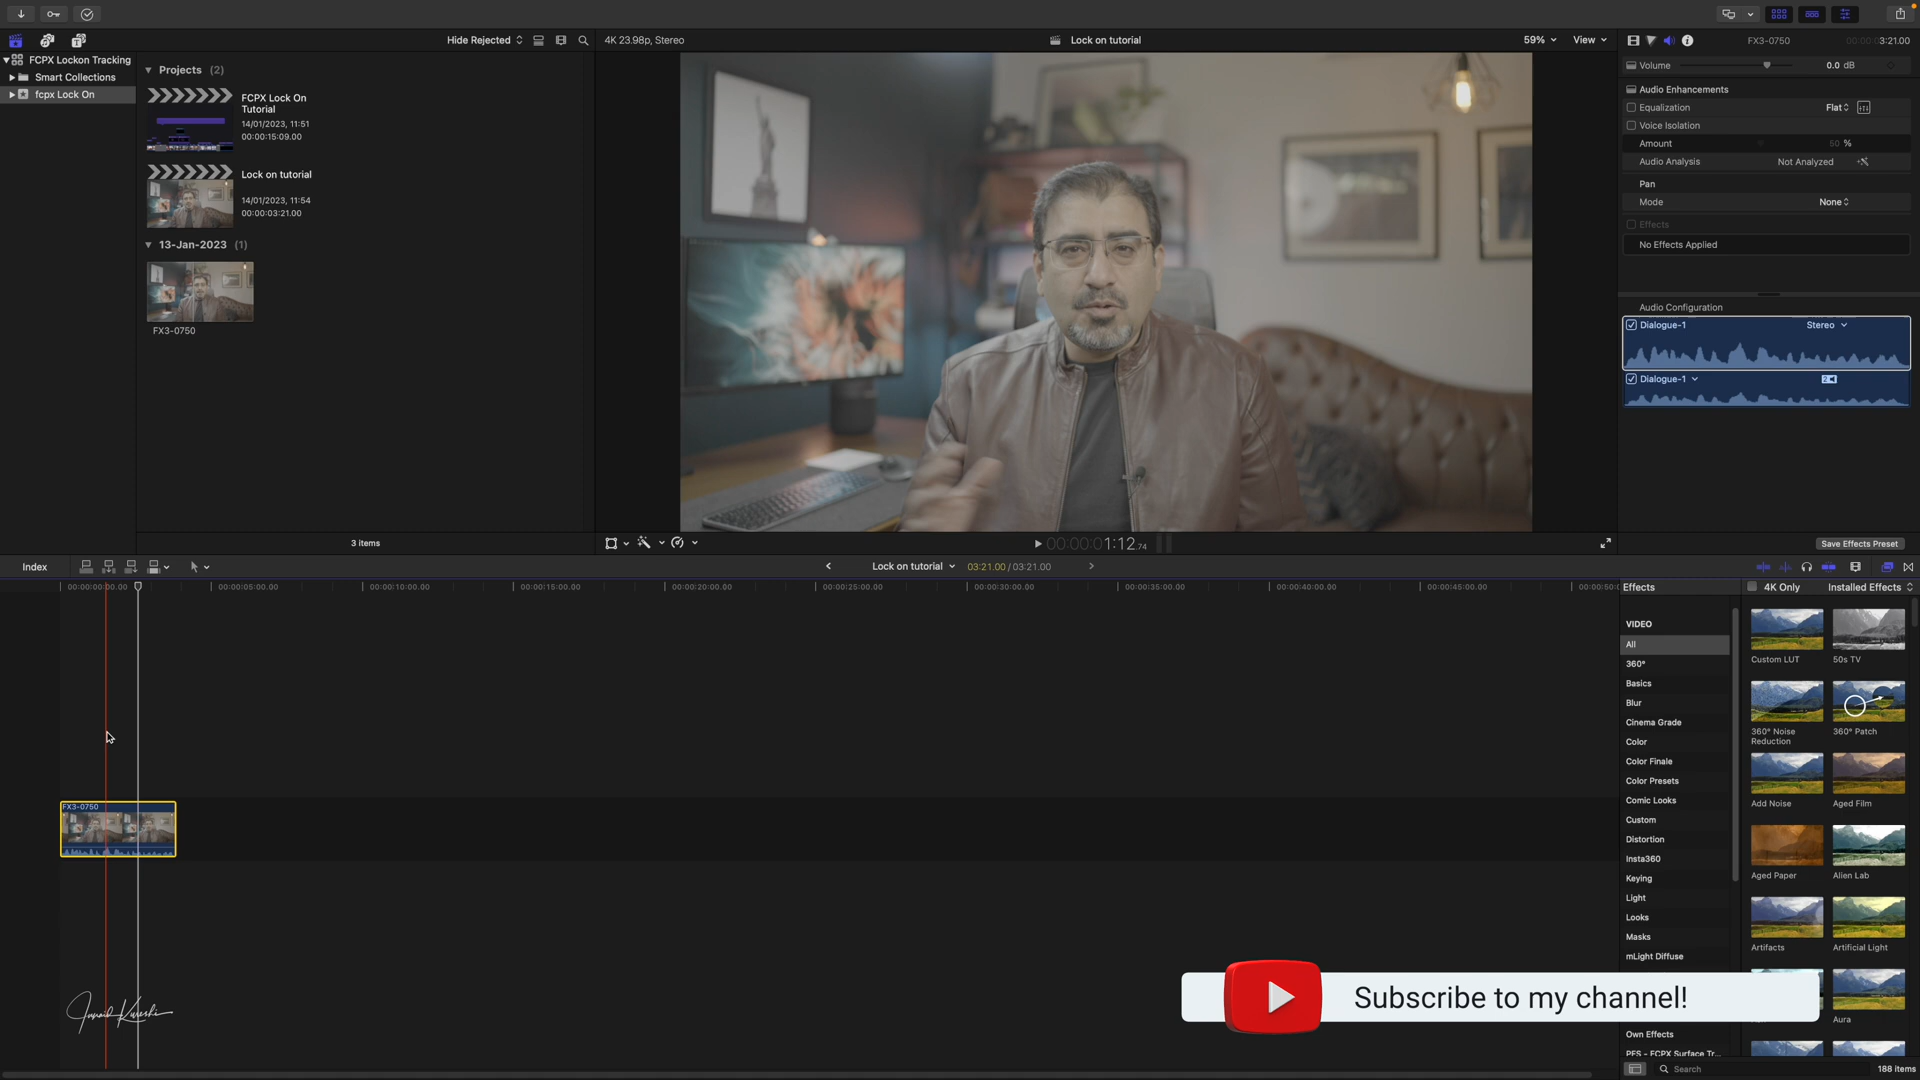 Hide Rejected
4K 23.98p, Stereo
Lock on tutorial
59%
View
FX3-0750
3:21.00
FCPX Lockon Tracking
Smart Collections
fcpx Lock On
Projects (2)
FCPX Lock On
Tutorial
14/01/2023, 11:51
00:00:15:09.00
Lock on tutorial
14/01/2023, 11:54
00:00:03:21.00
13-Jan-2023 (1)
FX3-0750
3 items
00:00:01:12.74
Volume
0.0 dB
Audio Enhancements
Equalization
Flat
Voice Isolation
Amount
50 %
Audio Analysis
Not Analyzed
Pan
Mode
None
Effects
No Effects Applied
Audio Configuration
Dialogue-1
Stereo
Dialogue-1
Save Effects Preset
Index
Lock on tutorial
03:21.00 / 03:21.00
00:00:00:00.00
00:00:05:00.00
00:00:10:00.00
00:00:15:00.00
00:00:20:00.00
00:00:25:00.00
00:00:30:00.00
00:00:35:00.00
00:00:40:00.00
00:00:45:00.00
FX3-0750
Junaid Kureshi
Effects
4K Only
Installed Effects
VIDEO
All
360°
Basics
Blur
Cinema Grade
Color
Color Finale
Color Presets
Comic Looks
Custom
Distortion
Insta360
Keying
Light
Looks
Masks
mLight Diffuse
Own Effects
PFS - FCPX Surface Tr...
Custom LUT
50s TV
360° Noise
Reduction
360° Patch
Add Noise
Aged Film
Aged Paper
Alien Lab
Artifacts
Artificial Light
Aura
Subscribe to my channel!
Search
188 items